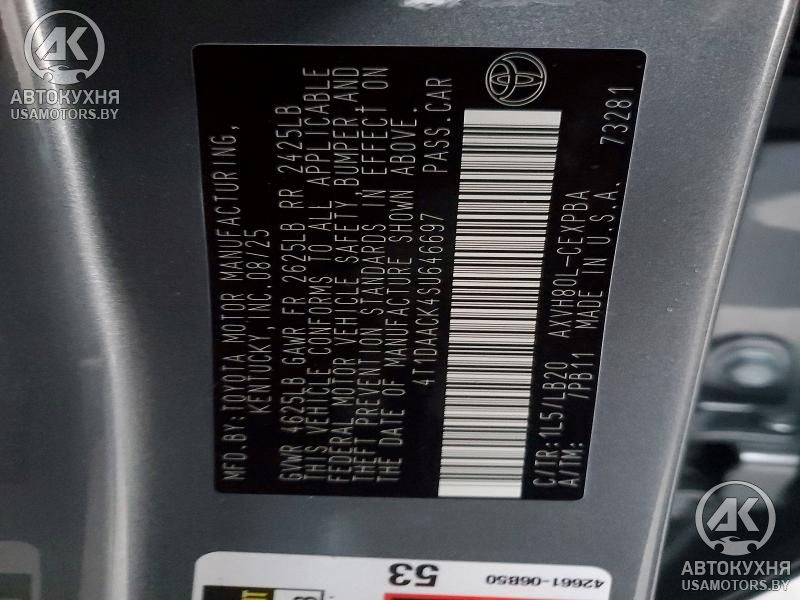 AK
АВТОКУХНЯ
USAMOTORS.BY
MFD. BY: TOYOTA MOTOR MANUFACTURING,
KENTUCKY, INC. 08/25
GVWR 4625LB GAWR FR 2625LB RR 2425LB
THIS VEHICLE CONFORMS TO ALL APPLICABLE
FEDERAL MOTOR VEHICLE SAFETY, BUMPER, AND
THEFT PREVENTION STANDARDS IN EFFECT ON
THE DATE OF MANUFACTURE SHOWN ABOVE.
4T1DAACK4SU646697 PASS. CAR
C/TR: 1L5/LB20 AXVH80L-CEXPBA
A/TM: /PB11 MADE IN U.S.A. 73281
53
42661-06B50
AK
АВТОКУХНЯ
USAMOTORS.BY